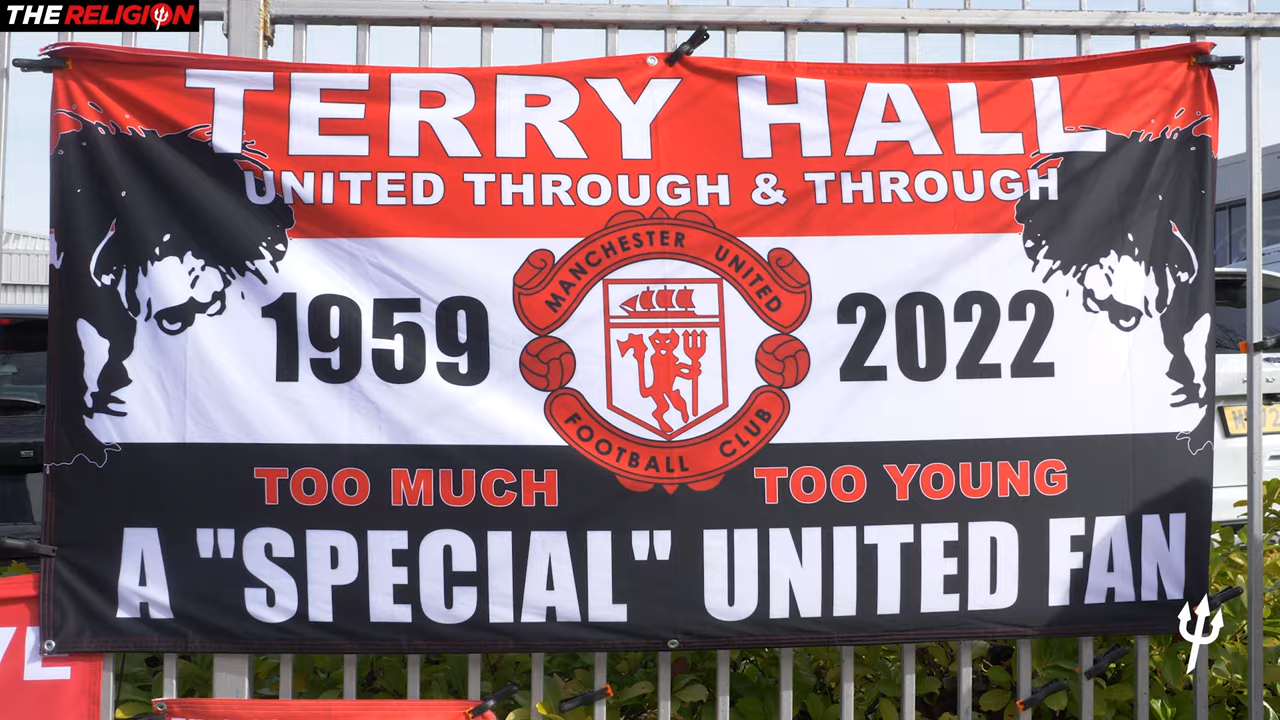 THE RELIGION
TERRY HALL
UNITED THROUGH & THROUGH
MANCHESTER UNITED
1959
2022
FOOTBALL CLUB
TOO MUCH TOO YOUNG
A "SPECIAL" UNITED FAN